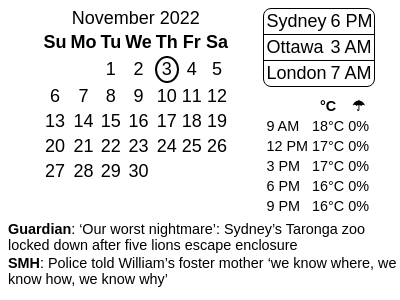 November 2022
Su Mo Tu We Th Fr Sa
1 2 3 4 5
6 7 8 9 10 11 12
13 14 15 16 17 18 19
20 21 22 23 24 25 26
27 28 29 30
Sydney 6 PM
Ottawa 3 AM
London 7 AM
°C ☂
9 AM 18°C 0%
12 PM 17°C 0%
3 PM 17°C 0%
6 PM 16°C 0%
9 PM 16°C 0%
Guardian: ‘Our worst nightmare’: Sydney’s Taronga zoo
locked down after five lions escape enclosure
SMH: Police told William’s foster mother ‘we know where, we
know how, we know why’